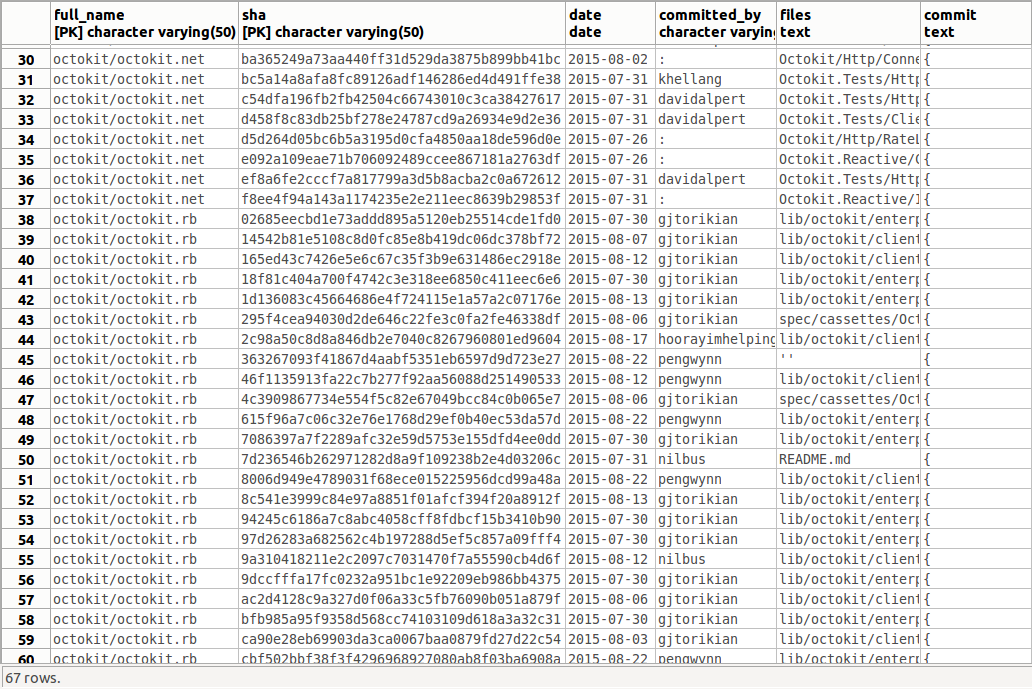 full_name sha date committed_by files commit
[PK] character varying(50) [PK] character varying(50) date character varyin text text
30 octokit/octokit.net ba365249a73aa440ff31d529da3875b899bb41bc 2015-08-02 : Octokit/Http/Conne {
31 octokit/octokit.net bc5a14a8afa8fc89126adf146286ed4d491ffe38 2015-07-31 khellang Octokit.Tests/Http {
32 octokit/octokit.net c54dfa196fb2fb42504c66743010c3ca38427617 2015-07-31 davidalpert Octokit.Tests/Http {
33 octokit/octokit.net d458f8c83db25bf278e24787cd9a26934e9d2e36 2015-07-31 davidalpert Octokit.Tests/Clie {
34 octokit/octokit.net d5d264d05bc6b5a3195d0cfa4850aa18de596d0e 2015-07-26 : Octokit/Http/RateL {
35 octokit/octokit.net e092a109eae71b706092489ccee867181a2763df 2015-07-26 : Octokit.Reactive/C {
36 octokit/octokit.net ef8a6fe2cccf7a817799a3d5b8acba2c0a672612 2015-07-31 davidalpert Octokit.Tests/Http {
37 octokit/octokit.net f8ee4f94a143a1174235e2e211eec8639b29853f 2015-07-31 : Octokit.Reactive/I {
38 octokit/octokit.rb 02685eecbd1e73addd895a5120eb25514cde1fd0 2015-07-30 gjtorikian lib/octokit/enterp {
39 octokit/octokit.rb 14542b81e5108c8d0fc85e8b419dc06dc378bf72 2015-08-07 gjtorikian lib/octokit/client {
40 octokit/octokit.rb 165ed43c7426e5e6c67c35f3b9e631486ec2918e 2015-08-12 gjtorikian lib/octokit/client {
41 octokit/octokit.rb 18f81c404a700f4742c3e318ee6850c411eec6e6 2015-07-30 gjtorikian lib/octokit/enterp {
42 octokit/octokit.rb 1d136083c45664686e4f724115e1a57a2c07176e 2015-08-13 gjtorikian lib/octokit/enterp {
43 octokit/octokit.rb 295f4cea94030d2de646c22fe3c0fa2fe46338df 2015-08-06 gjtorikian spec/cassettes/Oct {
44 octokit/octokit.rb 2c98a50c8d8a846db2e7040c8267960801ed9604 2015-08-17 hoorayimhelping lib/octokit/client {
45 octokit/octokit.rb 363267093f41867d4aabf5351eb6597d9d723e27 2015-08-22 pengwynn '' {
46 octokit/octokit.rb 46f1135913fa22c7b277f92aa56088d251490533 2015-08-12 pengwynn lib/octokit/client {
47 octokit/octokit.rb 4c3909867734e554f5c82e67049bcc84c0b065e7 2015-08-06 gjtorikian spec/cassettes/Oct {
48 octokit/octokit.rb 615f96a7c06c32e76e1768d29ef0b40ec53da57d 2015-08-22 pengwynn lib/octokit/enterp {
49 octokit/octokit.rb 7086397a7f2289afc32e59d5753e155dfd4ee0dd 2015-07-30 gjtorikian lib/octokit/enterp {
50 octokit/octokit.rb 7d236546b262971282d8a9f109238b2e4d03206c 2015-07-31 nilbus README.md {
51 octokit/octokit.rb 8006d949e4789031f68ece015225956dcd99a48a 2015-08-22 pengwynn lib/octokit/client {
52 octokit/octokit.rb 8c541e3999c84e97a8851f01afcf394f20a8912f 2015-08-13 gjtorikian lib/octokit/enterp {
53 octokit/octokit.rb 94245c6186a7c8abc4058cff8fdbcf15b3410b90 2015-07-30 gjtorikian lib/octokit/enterp {
54 octokit/octokit.rb 97d26283a682562c4b197288d5ef5c857a09fff4 2015-07-30 gjtorikian lib/octokit/enterp {
55 octokit/octokit.rb 9a310418211e2c2097c7031470f7a55590cb4d6f 2015-08-12 nilbus lib/octokit/client {
56 octokit/octokit.rb 9dccfffa17fc0232a951bc1e92209eb986bb4375 2015-07-30 gjtorikian lib/octokit/enterp {
57 octokit/octokit.rb ac2d4128c9a327d0f06a33c5fb76090b051a879f 2015-08-06 gjtorikian lib/octokit/client {
58 octokit/octokit.rb bfb985a95f9358d568cc74103109d618a3a32c31 2015-07-30 gjtorikian lib/octokit/enterp {
59 octokit/octokit.rb ca90e28eb69903da3ca0067baa0879fd27d22c54 2015-08-03 gjtorikian lib/octokit/client {
60 octokit/octokit.rb cbf502bbf38f3f4296968927080ab8f03ba6908a 2015-08-22 pengwynn lib/octokit/enterp {
67 rows.